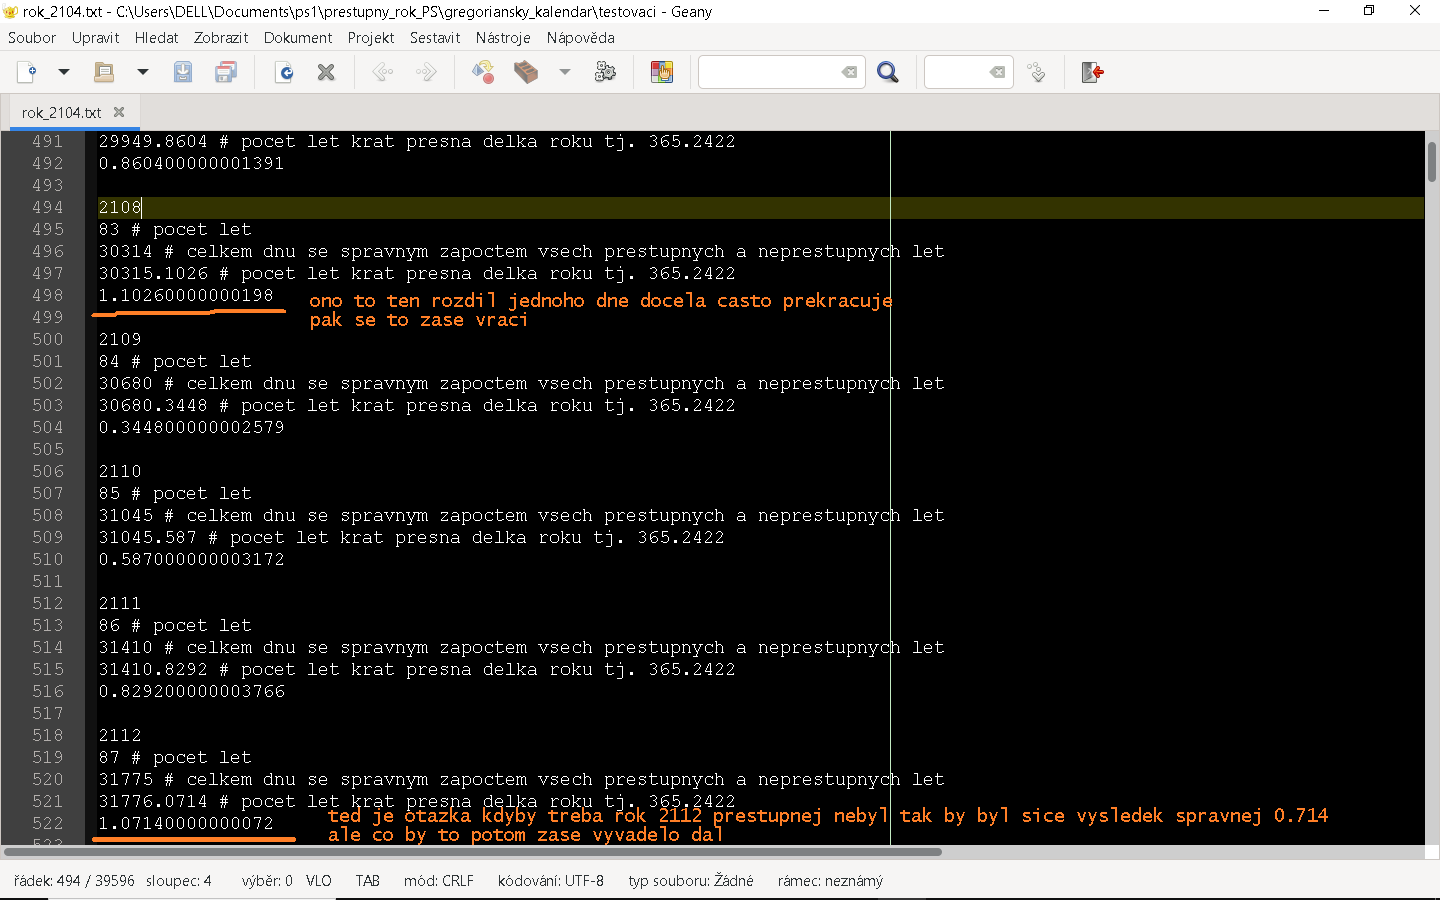 rok_2104.txt - C:\Users\DELL\Documents\ps1\prestupny_rok_PS\gregoriansky_kalendar\testovaci - Geany
Soubor Upravit Hledat Zobrazit Dokument Projekt Sestavit Nástroje Nápověda
rok_2104.txt
491 29949.8604 # pocet let krat presna delka roku tj. 365.2422
492 0.860400000001391
493
494 2108
495 83 # pocet let
496 30314 # celkem dnu se spravnym zapoctem vsech prestupnych a neprestupnych let
497 30315.1026 # pocet let krat presna delka roku tj. 365.2422
498 1.10260000000198 ono to ten rozdil jednoho dne docela casto prekracuje
499 pak se to zase vraci
500 2109
501 84 # pocet let
502 30680 # celkem dnu se spravnym zapoctem vsech prestupnych a neprestupnych let
503 30680.3448 # pocet let krat presna delka roku tj. 365.2422
504 0.344800000002579
505
506 2110
507 85 # pocet let
508 31045 # celkem dnu se spravnym zapoctem vsech prestupnych a neprestupnych let
509 31045.587 # pocet let krat presna delka roku tj. 365.2422
510 0.587000000003172
511
512 2111
513 86 # pocet let
514 31410 # celkem dnu se spravnym zapoctem vsech prestupnych a neprestupnych let
515 31410.8292 # pocet let krat presna delka roku tj. 365.2422
516 0.829200000003766
517
518 2112
519 87 # pocet let
520 31775 # celkem dnu se spravnym zapoctem vsech prestupnych a neprestupnych let
521 31776.0714 # pocet let krat presna delka roku tj. 365.2422
522 1.07140000000072 ted je otazka kdyby treba rok 2112 prestupnej nebyl tak by byl sice vysledek spravnej 0.714
ale co by to potom zase vyvadelo dal
řádek: 494 / 39596 sloupec: 4 výběr: 0 VLO TAB mód: CRLF kódování: UTF-8 typ souboru: Žádné rámec: neznámý